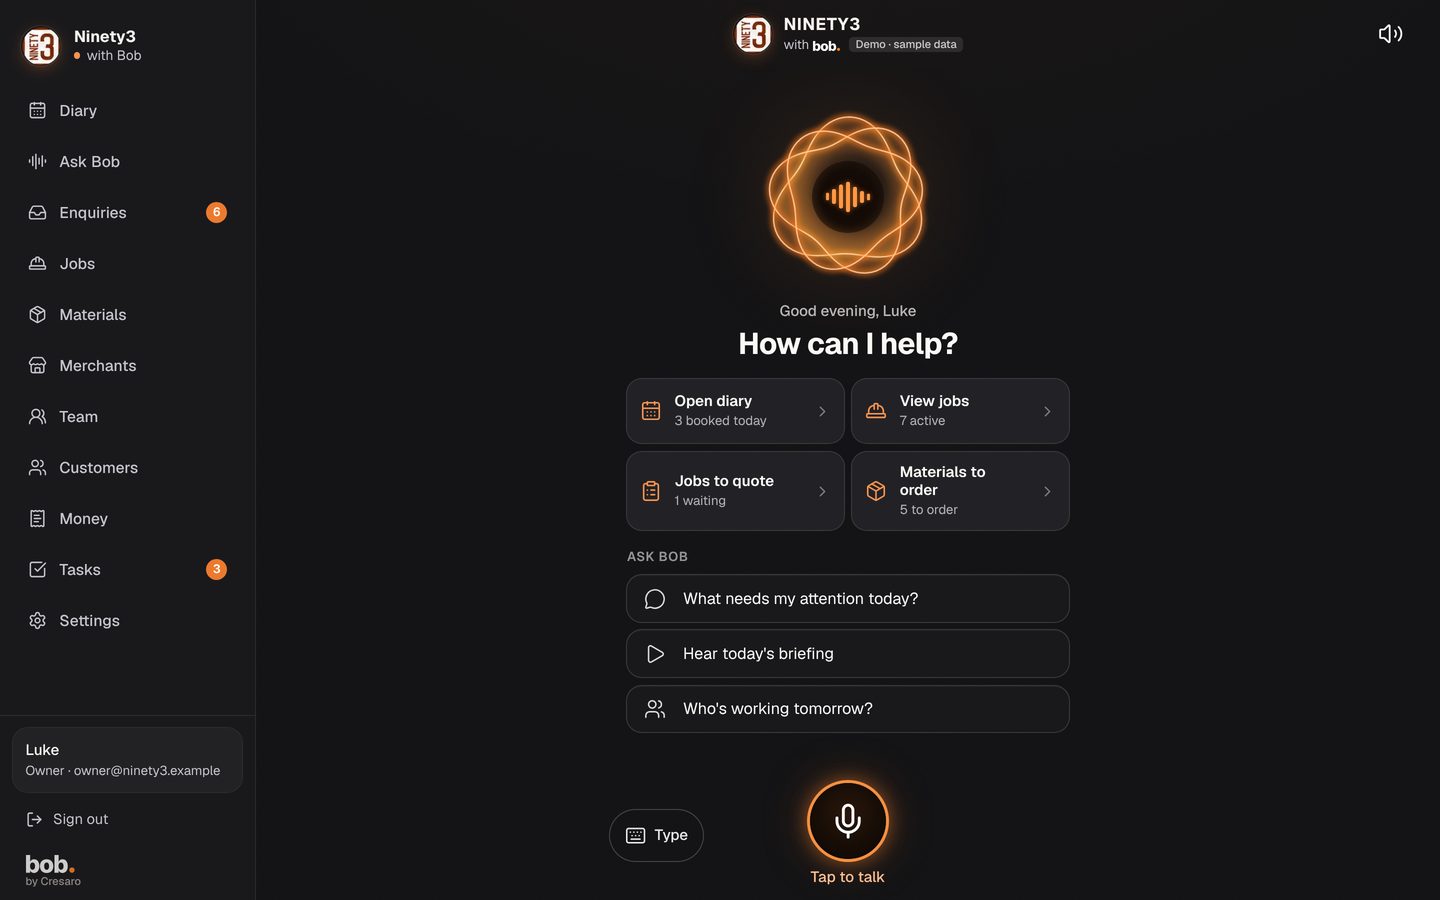 NINETY 3
Ninety3
with Bob
Diary
Ask Bob
Enquiries
6
Jobs
Materials
Merchants
Team
Customers
Money
Tasks
3
Settings
Luke
Owner · owner@ninety3.example
Sign out
bob.
by Cresaro
NINETY 3
NINETY3
with bob. Demo · sample data
Good evening, Luke
How can I help?
Open diary
3 booked today
View jobs
7 active
Jobs to quote
1 waiting
Materials to
order
5 to order
ASK BOB
What needs my attention today?
Hear today's briefing
Who's working tomorrow?
Type
Tap to talk